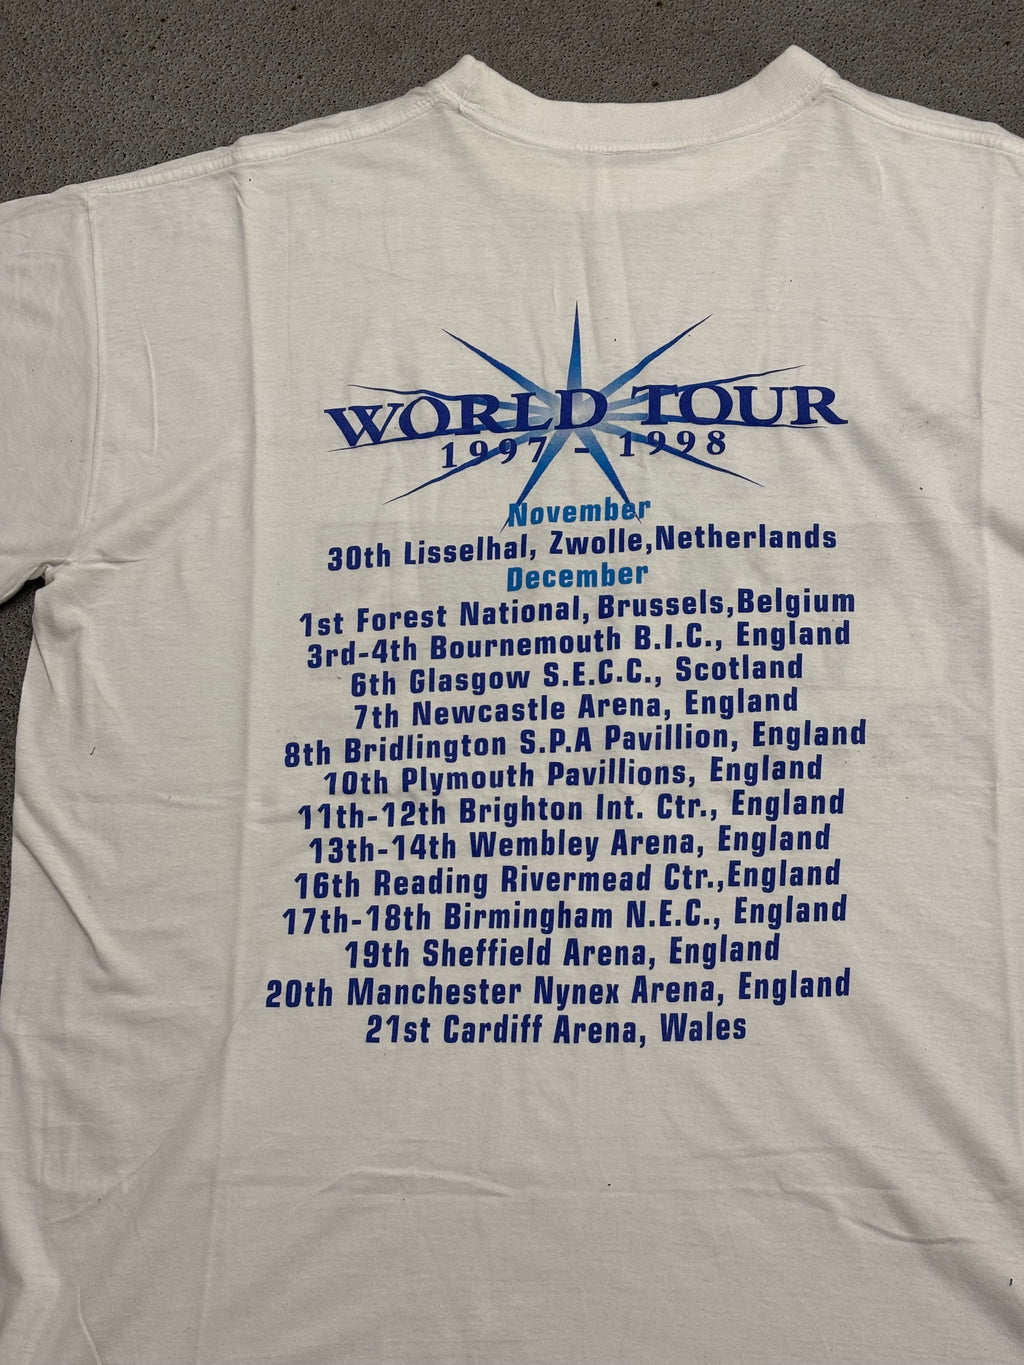 WORLD TOUR
1997 - 1998
November
30th Lisselhal, Zwolle,Netherlands
December
1st Forest National, Brussels,Belgium
3rd-4th Bournemouth B.I.C., England
6th Glasgow S.E.C.C., Scotland
7th Newcastle Arena, England
8th Bridlington S.P.A Pavillion, England
10th Plymouth Pavillions, England
11th-12th Brighton Int. Ctr., England
13th-14th Wembley Arena, England
16th Reading Rivermead Ctr.,England
17th-18th Birmingham N.E.C., England
19th Sheffield Arena, England
20th Manchester Nynex Arena, England
21st Cardiff Arena, Wales